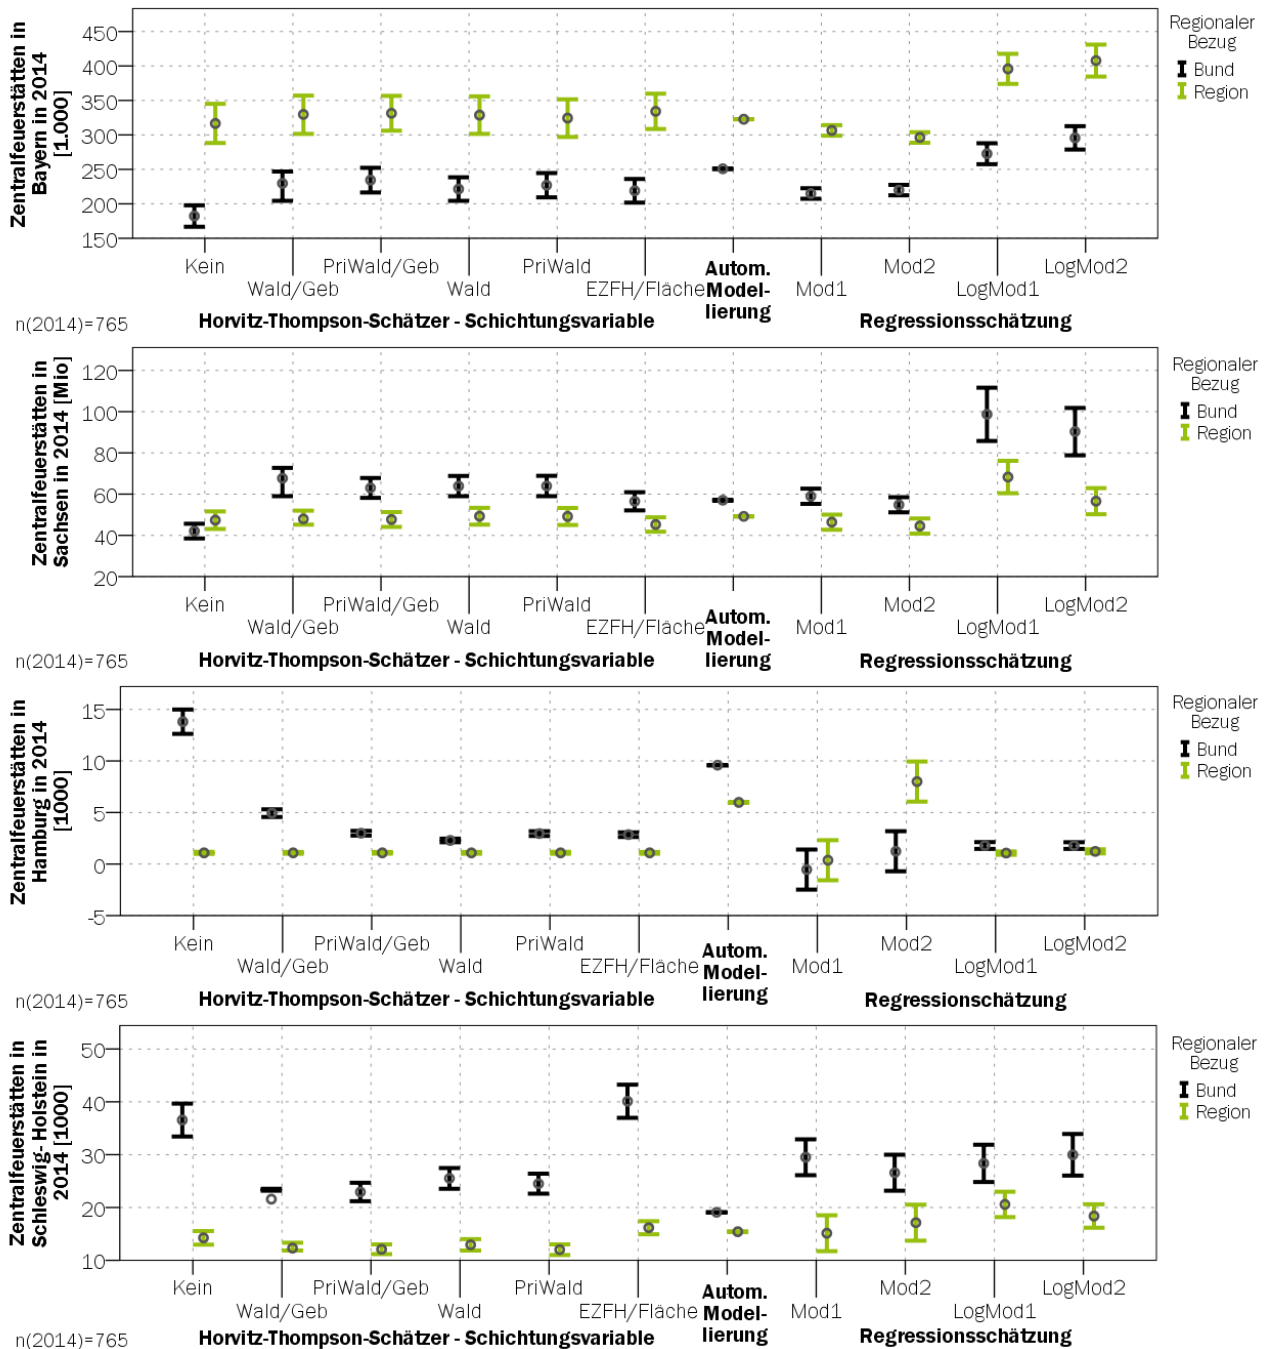 Zentralfeuerstätten in
Bayern in 2014
[1.000]
450
400
350
300
250
200
150
Kein
Wald/Geb
PriWald/Geb
Wald
PriWald
EZFH/Fläche
Autom.
Model-
lierung
Mod1
Mod2
LogMod1
LogMod2
n(2014)=765
Horvitz-Thompson-Schätzer - Schichtungsvariable
Regressionsschätzung
Regionaler
Bezug
Bund
Region
Zentralfeuerstätten in
Sachsen in 2014 [Mio]
120
100
80
60
40
20
Kein
Wald/Geb
PriWald/Geb
Wald
PriWald
EZFH/Fläche
Autom.
Model-
lierung
Mod1
Mod2
LogMod1
LogMod2
n(2014)=765
Horvitz-Thompson-Schätzer - Schichtungsvariable
Regressionsschätzung
Regionaler
Bezug
Bund
Region
Zentralfeuerstätten in
Hamburg in 2014
[1000]
15
10
5
0
-5
Kein
Wald/Geb
PriWald/Geb
Wald
PriWald
EZFH/Fläche
Autom.
Model-
lierung
Mod1
Mod2
LogMod1
LogMod2
n(2014)=765
Horvitz-Thompson-Schätzer - Schichtungsvariable
Regressionschätzung
Regionaler
Bezug
Bund
Region
Zentralfeuerstätten in
Schleswig- Holstein in
2014 [1000]
50
40
30
20
10
Kein
Wald/Geb
PriWald/Geb
Wald
PriWald
EZFH/Fläche
Autom.
Model-
lierung
Mod1
Mod2
LogMod1
LogMod2
n(2014)=765
Horvitz-Thompson-Schätzer - Schichtungsvariable
Regressionsschätzung
Regionaler
Bezug
Bund
Region